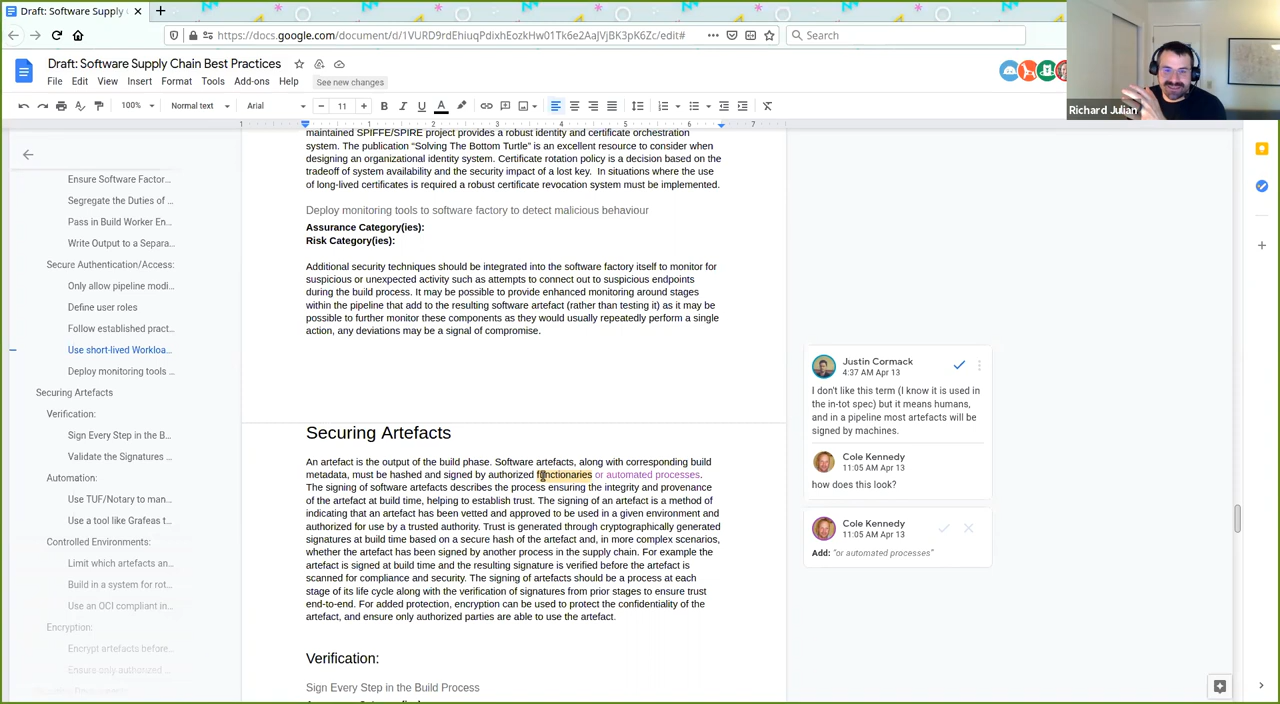 Draft: Software Supply
https://docs.google.com/document/d/1VURD9rdEhiuqPdixhEozkHw01Tk6e2AaJVjBK3pK6Zc/edit#
Search
Draft: Software Supply Chain Best Practices
File Edit View Insert Format Tools Add-ons Help See new changes
100% Normal text Arial 11 B I U A
Richard Julian
1 1 2 3 4 5 6 7
Ensure Software Factor...
Segregate the Duties of ...
Pass in Build Worker En...
Write Output to a Separa...
Secure Authentication/Access:
Only allow pipeline modi...
Define user roles
Follow established pract...
Use short-lived Workloa...
Deploy monitoring tools ...
Securing Artefacts
Verification:
Sign Every Step in the B...
Validate the Signatures ...
Automation:
Use TUF/Notary to man...
Use a tool like Grafeas t...
Controlled Environments:
Limit which artefacts an...
Build in a system for rot...
Use an OCI compliant in...
Encryption:
Encrypt artefacts before...
Ensure only authorized ...
maintained SPIFFE/SPIRE project provides a robust identity and certificate orchestration
system. The publication “Solving The Bottom Turtle” is an excellent resource to consider when
designing an organizational identity system. Certificate rotation policy is a decision based on the
tradeoff of system availability and the security impact of a lost key. In situations where the use
of long-lived certificates is required a robust certificate revocation system must be implemented.
Deploy monitoring tools to software factory to detect malicious behaviour
Assurance Category(ies):
Risk Category(ies):
Additional security techniques should be integrated into the software factory itself to monitor for
suspicious or unexpected activity such as attempts to connect out to suspicious endpoints
during the build process. It may be possible to provide enhanced monitoring around stages
within the pipeline that add to the resulting software artefact (rather than testing it) as it may be
possible to further monitor these components as they would usually repeatedly perform a single
action, any deviations may be a signal of compromise.
Securing Artefacts
An artefact is the output of the build phase. Software artefacts, along with corresponding build
metadata, must be hashed and signed by authorized functionaries or automated processes.
The signing of software artefacts describes the process ensuring the integrity and provenance
of the artefact at build time, helping to establish trust. The signing of an artefact is a method of
indicating that an artefact has been vetted and approved to be used in a given environment and
authorized for use by a trusted authority. Trust is generated through cryptographically generated
signatures at build time based on a secure hash of the artefact and, in more complex scenarios,
whether the artefact has been signed by another process in the supply chain. For example the
artefact is signed at build time and the resulting signature is verified before the artefact is
scanned for compliance and security. The signing of artefacts should be a process at each
stage of its life cycle along with the verification of signatures from prior stages to ensure trust
end-to-end. For added protection, encryption can be used to protect the confidentiality of the
artefact, and ensure only authorized parties are able to use the artefact.
Verification:
Sign Every Step in the Build Process
Justin Cormack
4:37 AM Apr 13
I don't like this term (I know it is used in
the in-tot spec) but it means humans,
and in a pipeline most artefacts will be
signed by machines.
Cole Kennedy
11:05 AM Apr 13
how does this look?
Cole Kennedy
11:05 AM Apr 13
Add: “or automated processes”